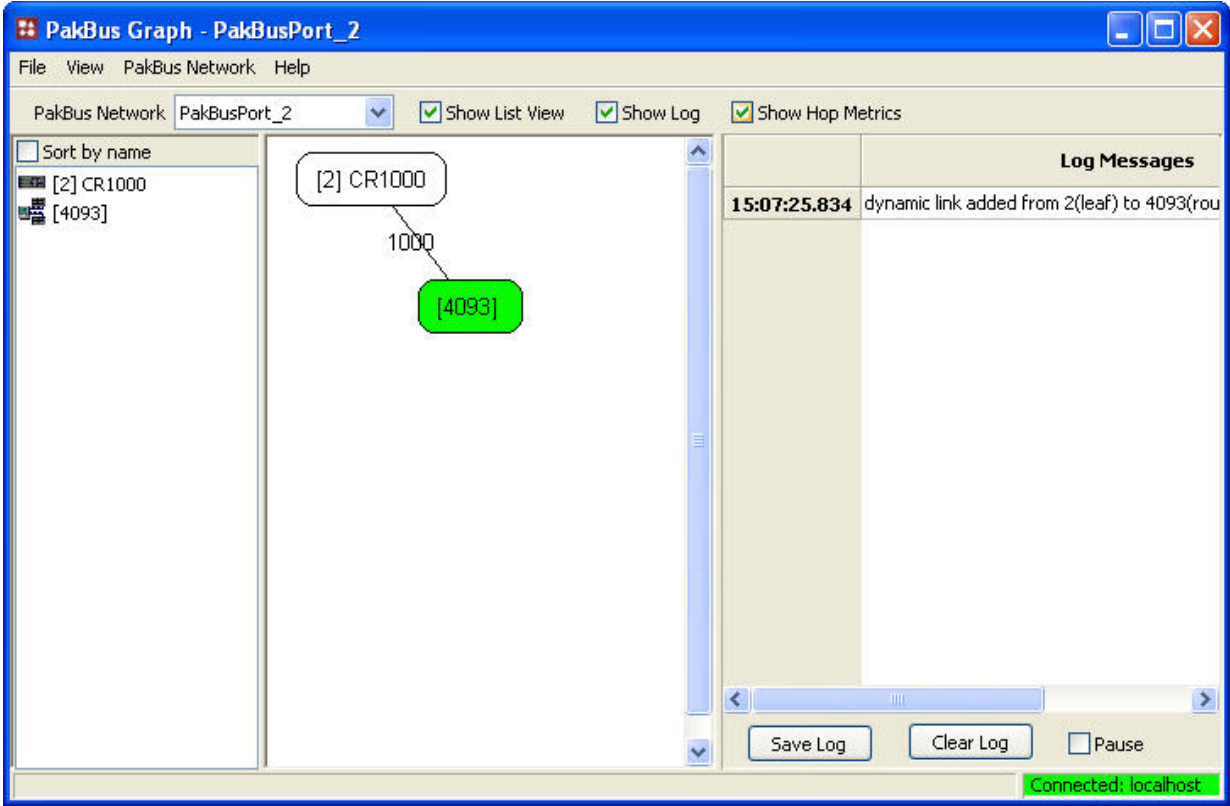 PakBus Graph - PakBusPort_2
File View PakBus Network Help
PakBus Network PakBusPort_2 Show List View Show Log Show Hop Metrics
Sort by name
[2] CR1000
[4093]
[2] CR1000
1000
[4093]
Log Messages
15:07:25.834 dynamic link added from 2(leaf) to 4093(rou
Save Log Clear Log Pause
Connected: localhost